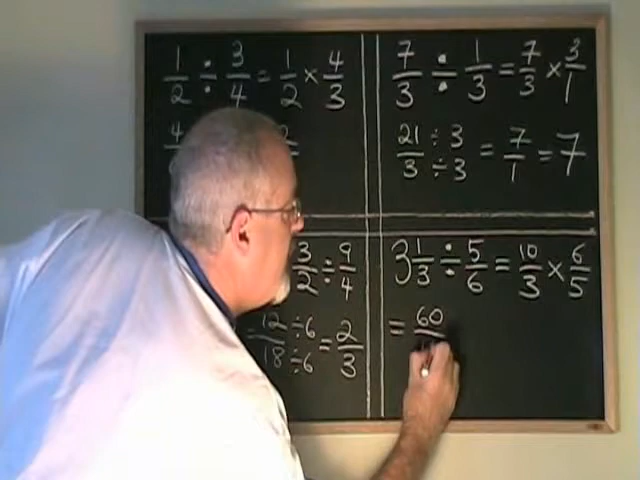 1/2 ÷ 3/4 = 1/2 × 4/3
4
2
7/3 ÷ 1/3 = 7/3 × 3/1
21/3 ÷3/÷3 = 7/1 = 7
3/2 ÷ 9/4
= 12/18 ÷6/÷6 = 2/3
3 1/3 ÷ 5/6 = 10/3 × 6/5
= 60/